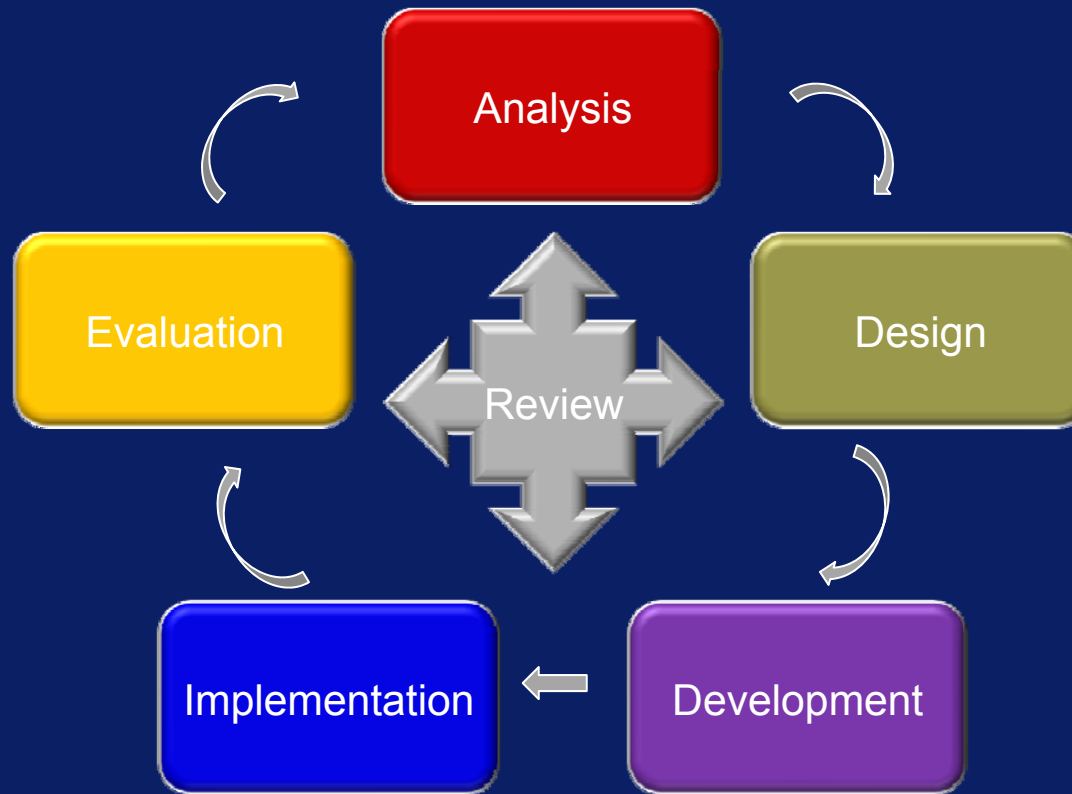 Analysis
Evaluation
Design
Review
Implementation
Development